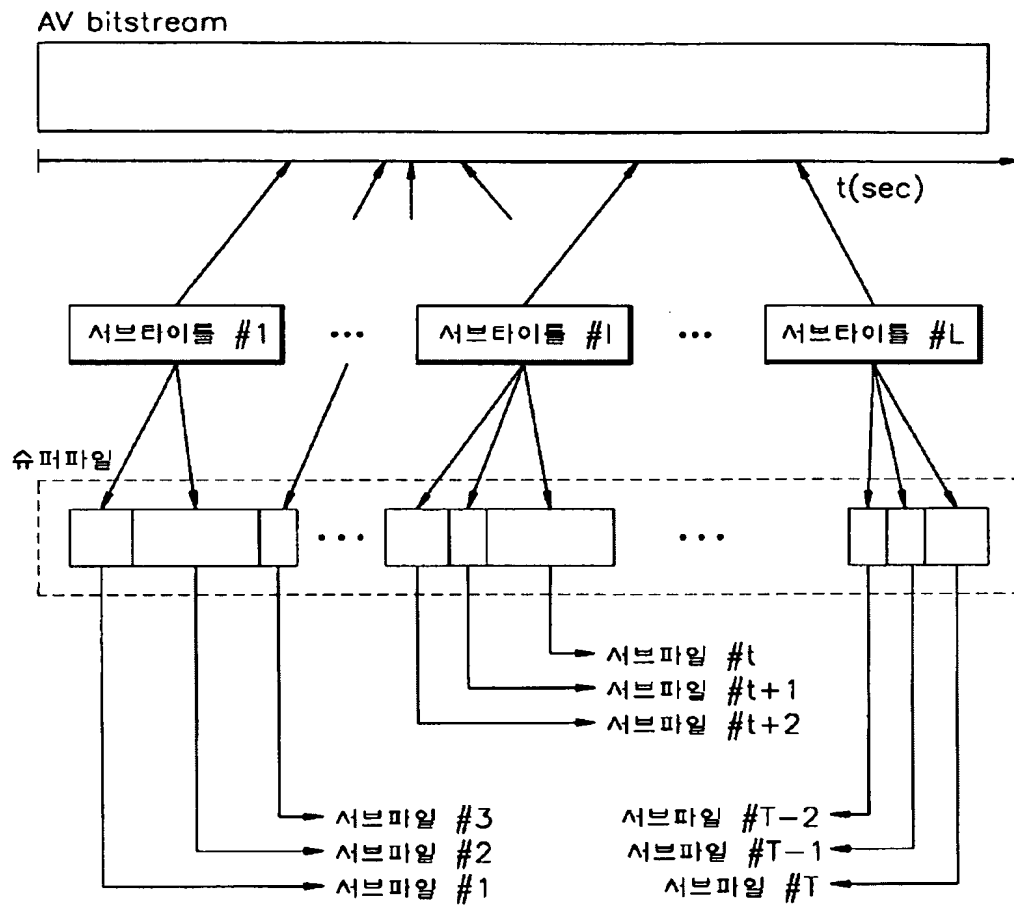 AV bitstream
t(sec)
서브타이틀 #1 ... 서브타이틀 #l ... 서브타이틀 #L
슈퍼파일
... ...
서브파일 #t
서브파일 #t+1
서브파일 #t+2
서브파일 #3
서브파일 #2
서브파일 #1
서브파일 #T-2
서브파일 #T-1
서브파일 #T